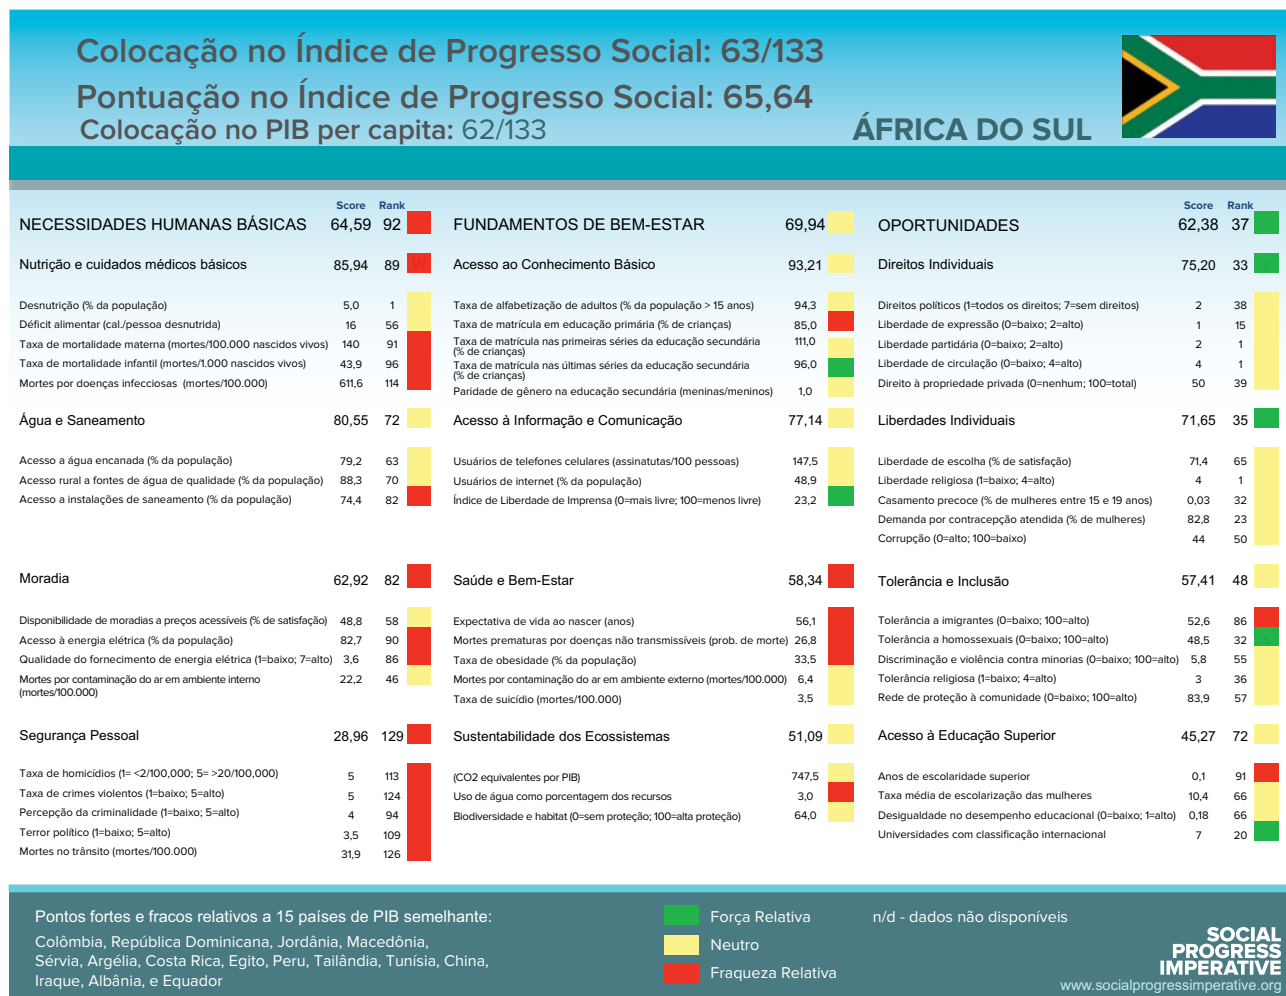 Colocação no Índice de Progresso Social: 63/133
Pontuação no Índice de Progresso Social: 65,64
Colocação no PIB per capita: 62/133
ÁFRICA DO SUL
Score Rank
NECESSIDADES HUMANAS BÁSICAS 64,59 92
Nutrição e cuidados médicos básicos 85,94 89 W
Desnutrição (% da população) 5,0 1
Déficit alimentar (cal./pessoa desnutrida) 16 56
Taxa de mortalidade materna (mortes/100.000 nascidos vivos) 140 91
Taxa de mortalidade infantil (mortes/1.000 nascidos vivos) 43,9 96
Mortes por doenças infecciosas (mortes/100.000) 611,6 114
Água e Saneamento 80,55 72
Acesso a água encanada (% da população) 79,2 63
Acesso rural a fontes de água de qualidade (% da população) 88,3 70
Acesso a instalações de saneamento (% da população) 74,4 82
Moradia 62,92 82
Disponibilidade de moradias a preços acessíveis (% de satisfação) 48,8 58
Acesso à energia elétrica (% da população) 82,7 90
Qualidade do fornecimento de energia elétrica (1=baixo; 7=alto) 3,6 86
Mortes por contaminação do ar em ambiente interno 22,2 46
(mortes/100.000)
Segurança Pessoal 28,96 129
Taxa de homicídios (1= <2/100,000; 5= >20/100,000) 5 113
Taxa de crimes violentos (1=baixo; 5=alto) 5 124
Percepção da criminalidade (1=baixo; 5=alto) 4 94
Terror político (1=baixo; 5=alto) 3,5 109
Mortes no trânsito (mortes/100.000) 31,9 126
FUNDAMENTOS DE BEM-ESTAR 69,94
Acesso ao Conhecimento Básico 93,21
Taxa de alfabetização de adultos (% da população > 15 anos) 94,3
Taxa de matrícula em educação primária (% de crianças) 85,0
Taxa de matrícula nas primeiras séries da educação secundária 111,0
(% de crianças)
Taxa de matrícula nas últimas séries da educação secundária 96,0
(% de crianças)
Paridade de gênero na educação secundária (meninas/meninos) 1,0
Acesso à Informação e Comunicação 77,14
Usuários de telefones celulares (assinatutas/100 pessoas) 147,5
Usuários de internet (% da população) 48,9
Índice de Liberdade de Imprensa (0=mais livre; 100=menos livre) 23,2
Saúde e Bem-Estar 58,34
Expectativa de vida ao nascer (anos) 56,1
Mortes prematuras por doenças não transmissíveis (prob. de morte) 26,8
Taxa de obesidade (% da população) 33,5
Mortes por contaminação do ar em ambiente externo (mortes/100.000) 6,4
Taxa de suicídio (mortes/100.000) 3,5
Sustentabilidade dos Ecossistemas 51,09
(CO2 equivalentes por PIB) 747,5
Uso de água como porcentagem dos recursos 3,0
Biodiversidade e habitat (0=sem proteção; 100=alta proteção) 64,0
Score Rank
OPORTUNIDADES 62,38 37
Direitos Individuais 75,20 33
Direitos políticos (1=todos os direitos; 7=sem direitos) 2 38
Liberdade de expressão (0=baixo; 2=alto) 1 15
Liberdade partidária (0=baixo; 2=alto) 2 1
Liberdade de circulação (0=baixo; 4=alto) 4 1
Direito à propriedade privada (0=nenhum; 100=total) 50 39
Liberdades Individuais 71,65 35
Liberdade de escolha (% de satisfação) 71,4 65
Liberdade religiosa (1=baixo; 4=alto) 4 1
Casamento precoce (% de mulheres entre 15 e 19 anos) 0,03 32
Demanda por contracepção atendida (% de mulheres) 82,8 23
Corrupção (0=alto; 100=baixo) 44 50
Tolerância e Inclusão 57,41 48
Tolerância a imigrantes (0=baixo; 100=alto) 52,6 86
Tolerância a homossexuais (0=baixo; 100=alto) 48,5 32
Discriminação e violência contra minorias (0=baixo; 100=alto) 5,8 55
Tolerância religiosa (1=baixo; 4=alto) 3 36
Rede de proteção à comunidade (0=baixo; 100=alto) 83,9 57
Acesso à Educação Superior 45,27 72
Anos de escolaridade superior 0,1 91
Taxa média de escolarização das mulheres 10,4 66
Desigualdade no desempenho educacional (0=baixo; 1=alto) 0,18 66
Universidades com classificação internacional 7 20
Pontos fortes e fracos relativos a 15 países de PIB semelhante:
Colômbia, República Dominicana, Jordânia, Macedônia,
Sérvia, Argélia, Costa Rica, Egito, Peru, Tailândia, Tunísia, China,
Iraque, Albânia, e Equador
Força Relativa
Neutro
Fraqueza Relativa
n/d - dados não disponíveis
SOCIAL
PROGRESS
IMPERATIVE
www.socialprogressimperative.org